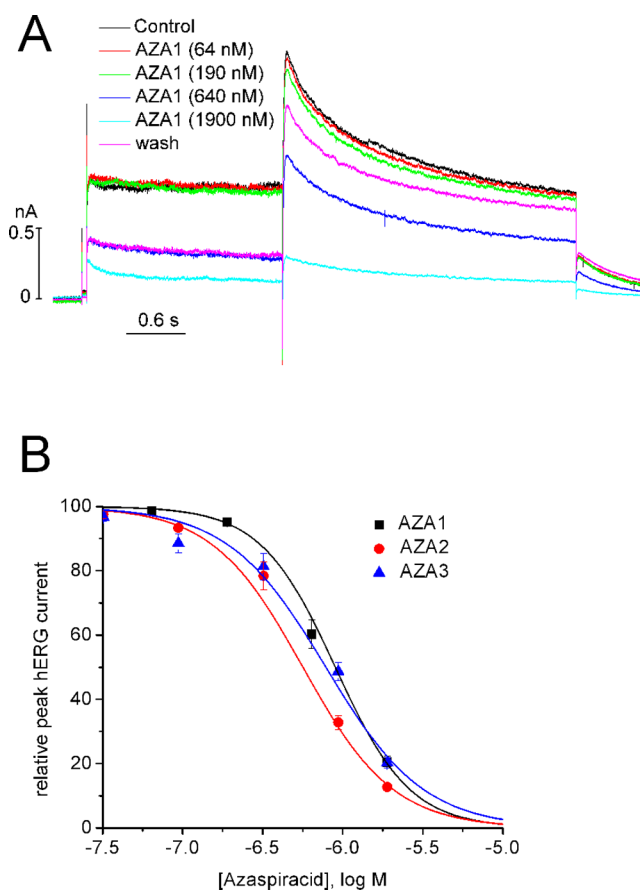 A
Control
AZA1 (64 nM)
AZA1 (190 nM)
AZA1 (640 nM)
AZA1 (1900 nM)
wash
nA
0.5
0
0.6 s
B
100
80
60
40
20
0
relative peak hERG current
AZA1
AZA2
AZA3
-7.5 -7.0 -6.5 -6.0 -5.5 -5.0
[Azaspiracid], log M